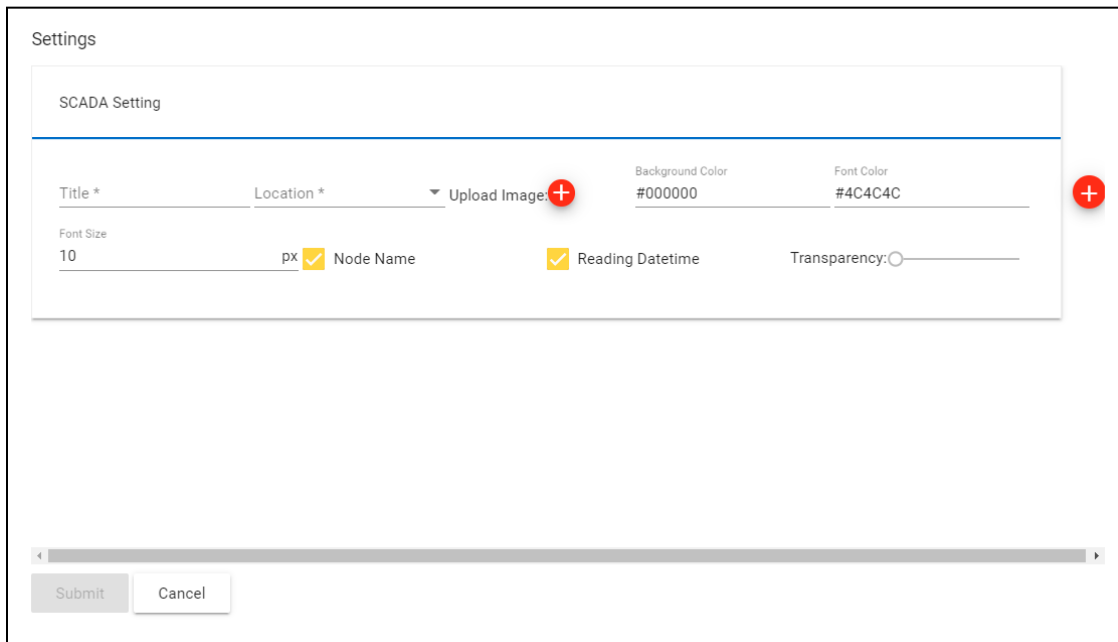 Settings
SCADA Setting
Background Color Font Color
Title * Location * Upload Image: #000000 #4C4C4C
Font Size
10 px Node Name Reading Datetime Transparency:
Submit Cancel